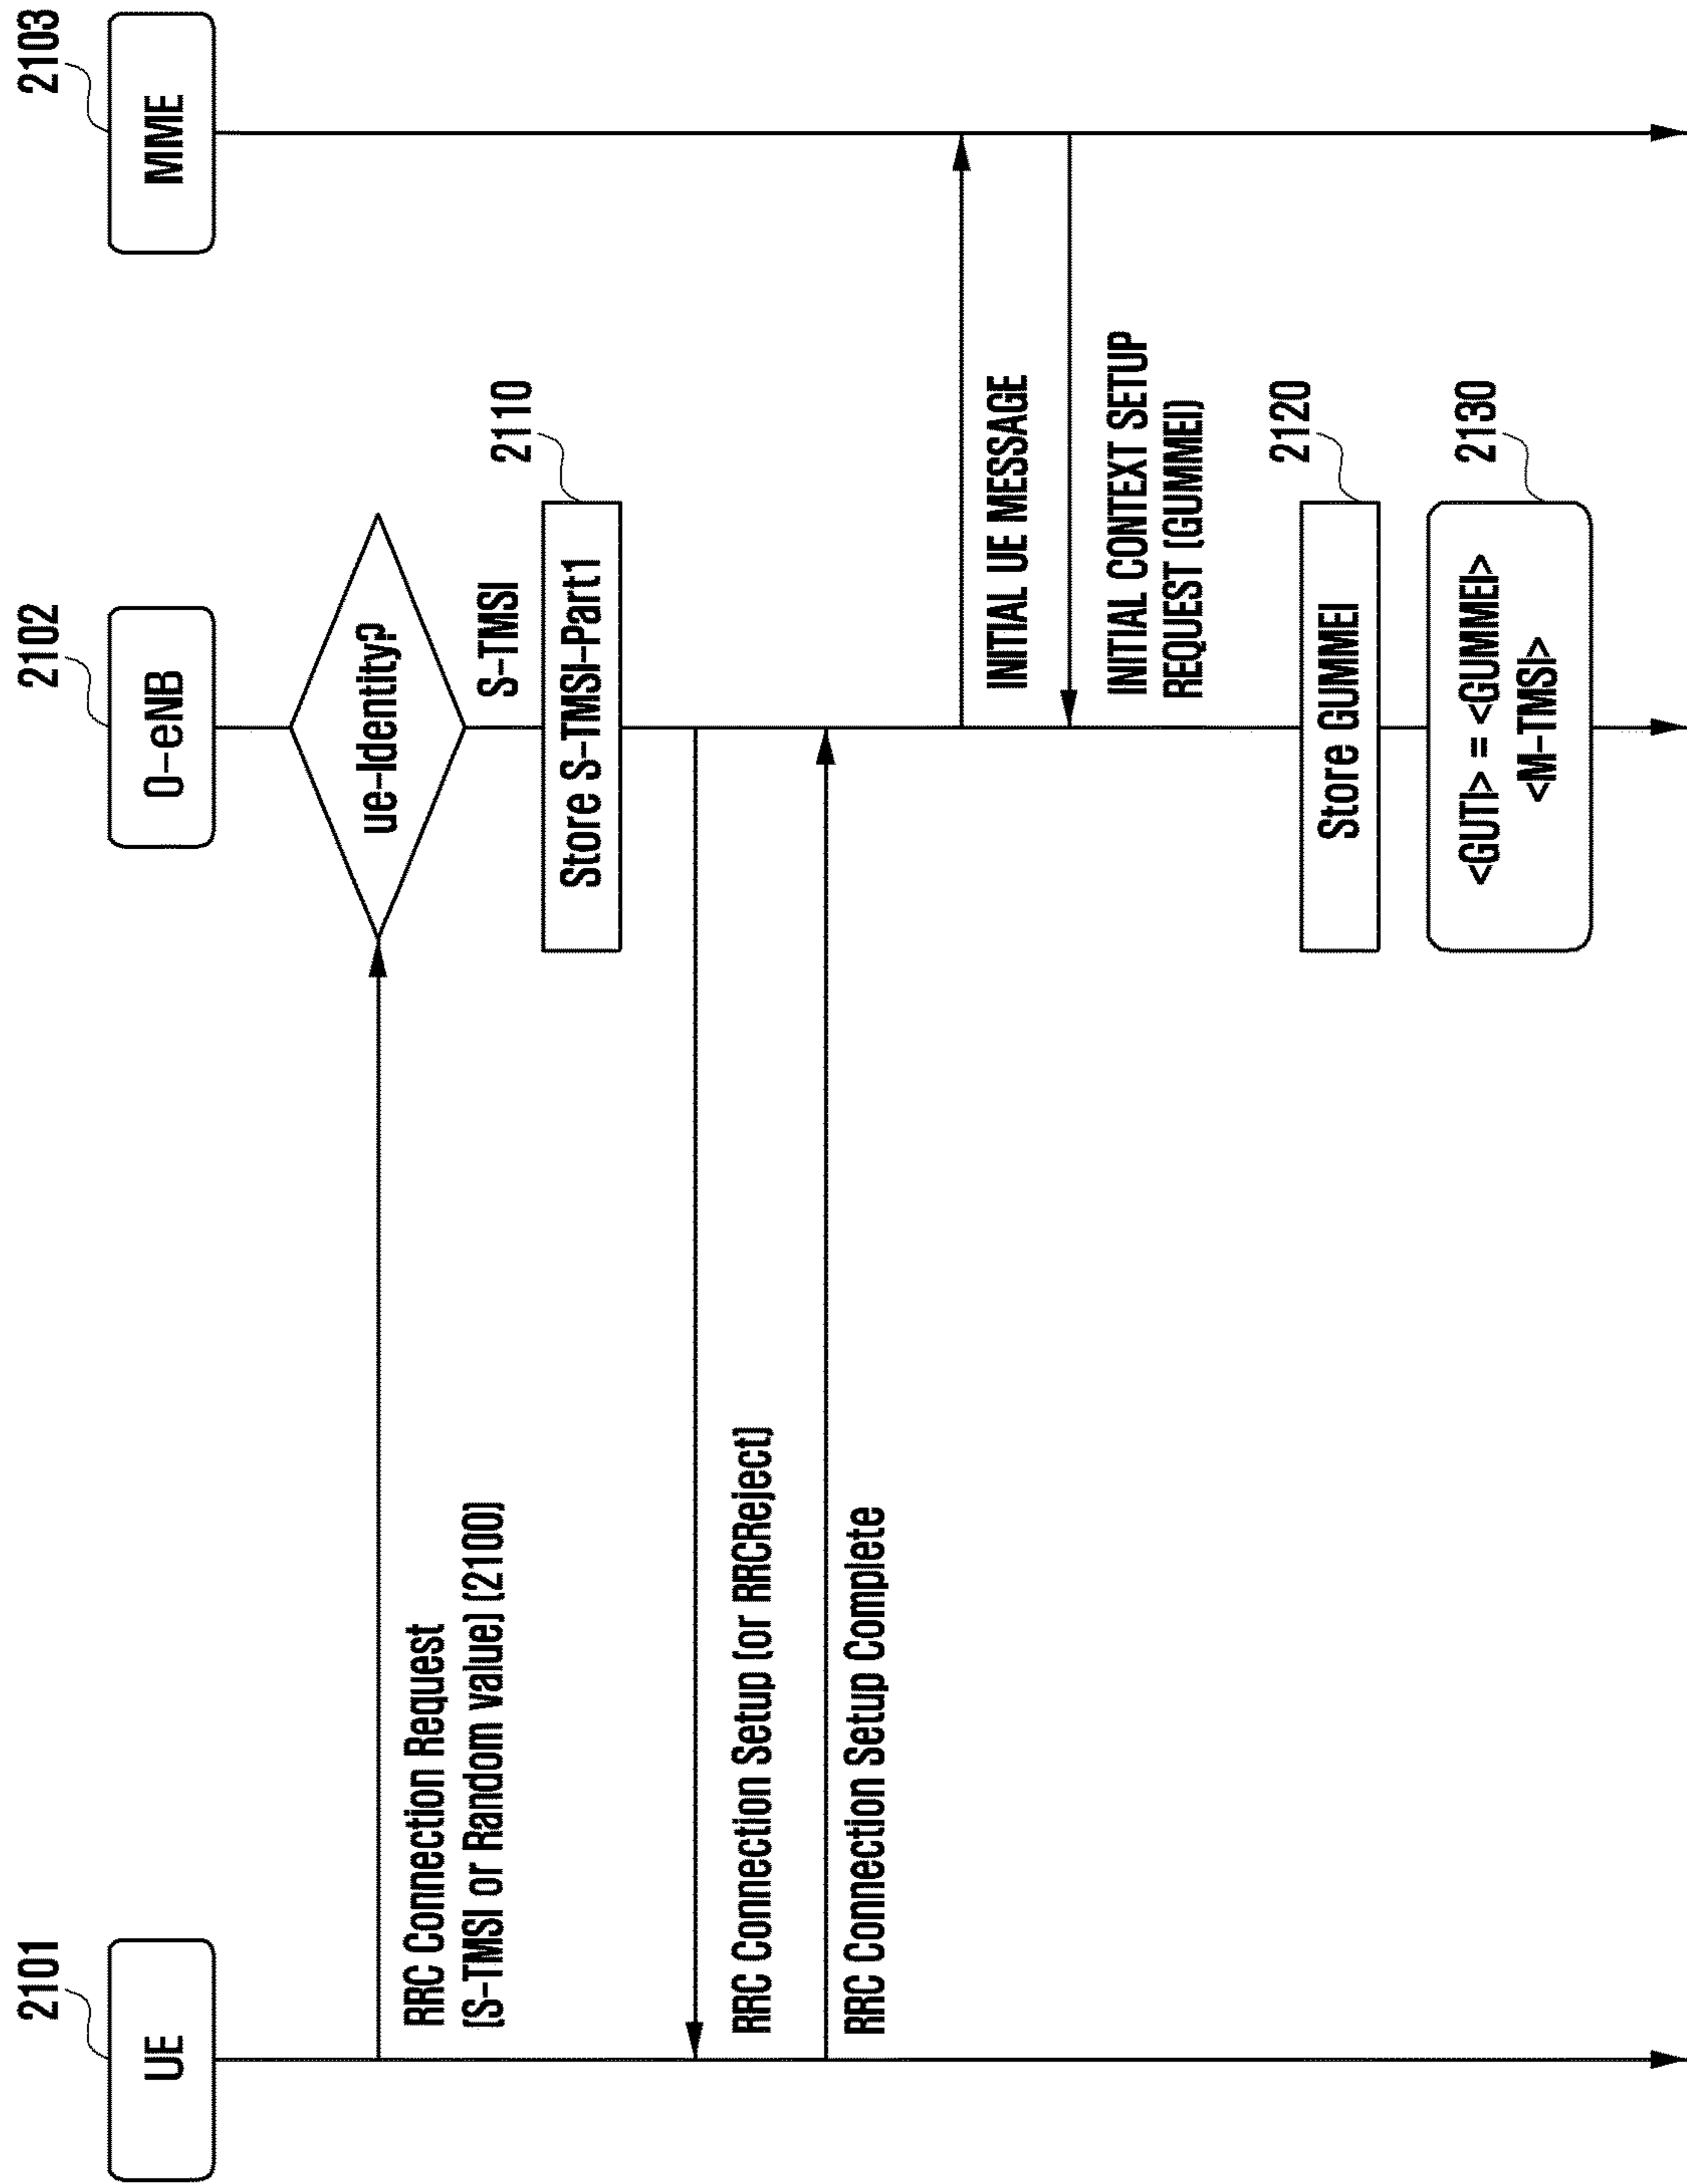 2101
UE
2102
O-eNB
2103
MME
ue-Identity?
RRC Connection Request
(S-TMSI or Random value) (2100)
S-TMSI
2110
Store S-TMSI-Part1
RRC Connection Setup (or RRCReject)
RRC Connection Setup Complete
INITIAL UE MESSAGE
INITIAL CONTEXT SETUP
REQUEST (GUMMEI)
2120
Store GUMMEI
2130
<GUTI> = <GUMMEI>
<M-TMSI>